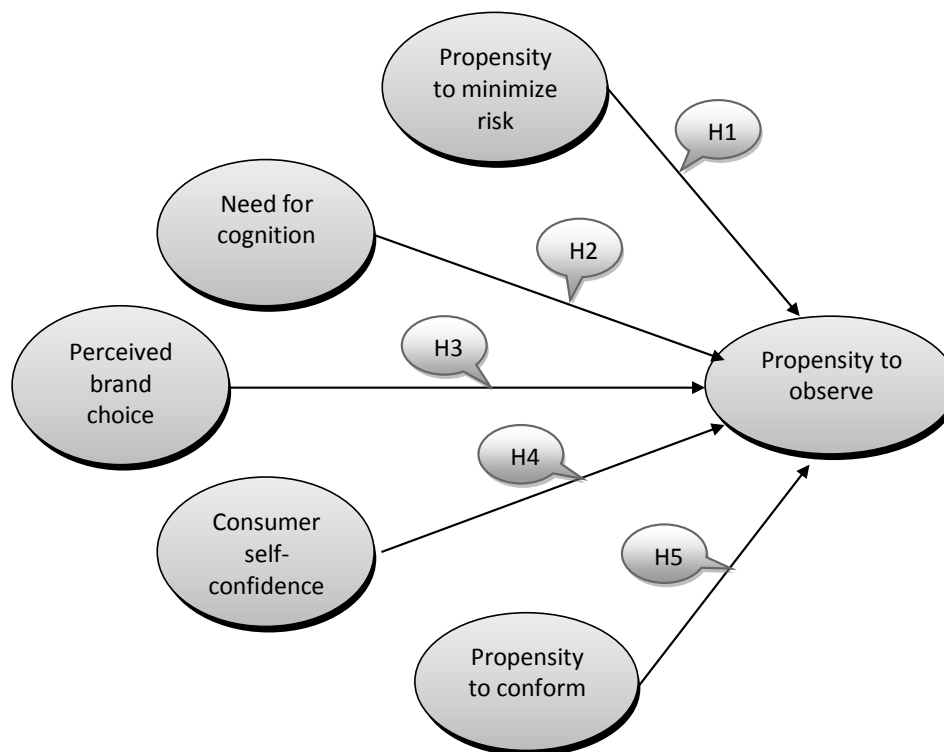 Propensity
to minimize
risk
H1
Need for
cognition
H2
Perceived
brand
choice
H3
Propensity to
observe
H4
Consumer
self-
confidence
H5
Propensity
to conform